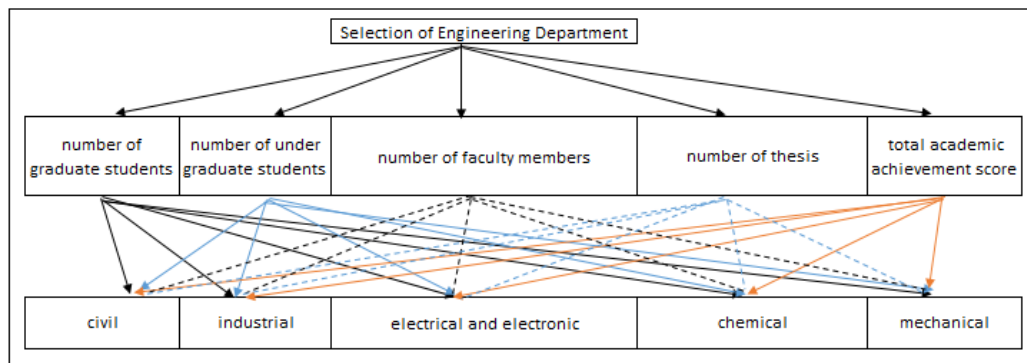 Selection of Engineering Department
number of
graduate students
number of under
graduate students
number of faculty members
number of thesis
total academic
achievement score
civil
industrial
electrical and electronic
chemical
mechanical